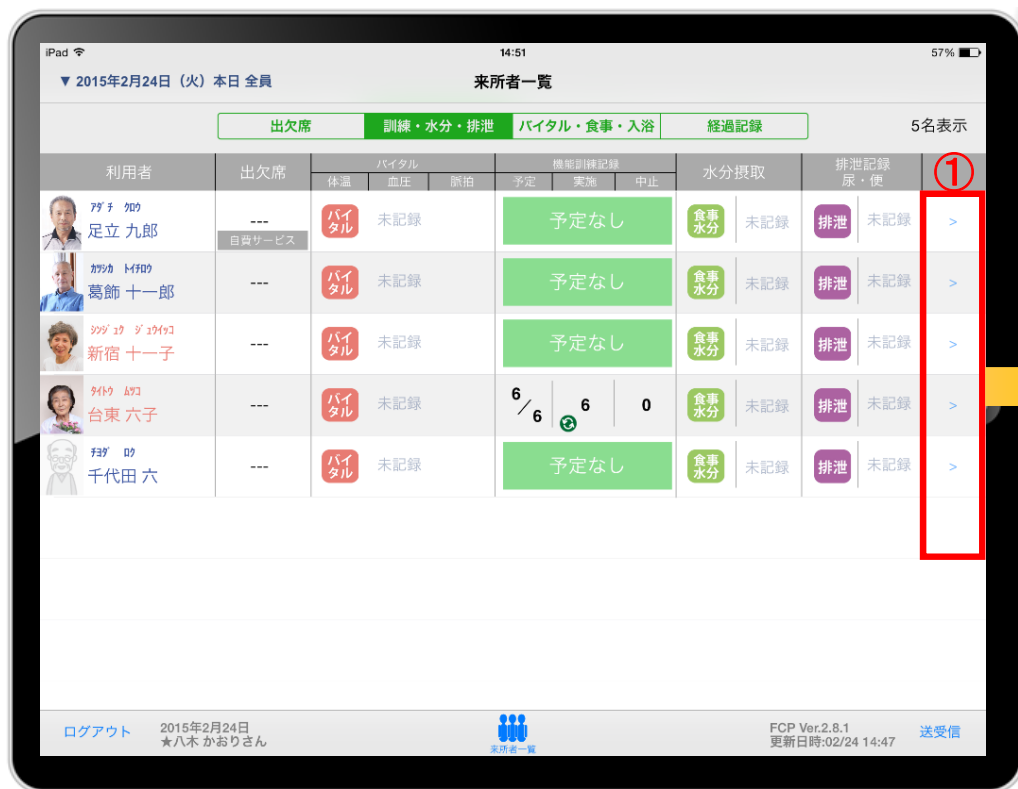 iPad 14:51 57%
▼ 2015年2月24日（火）本日 全員 来所者一覧
出欠席 訓練・水分・排泄 バイタル・食事・入浴 経過記録 5名表示
利用者 出欠席 バイタル 機能訓練記録 水分摂取 排泄記録 ①
体温 血圧 脈拍 予定 実施 中止 尿・便
ｱﾀﾞﾁ ｸﾛｳ
足立 九郎 --- バイタル 未記録 予定なし 食事水分 未記録 排泄 未記録 >
自費サービス
ｶﾂｼｶ ﾄｲﾁﾛｳ
葛飾 十一郎 --- バイタル 未記録 予定なし 食事水分 未記録 排泄 未記録 >
ｼﾝｼﾞｭｸ ｼﾞｭｳｲｯｺ
新宿 十一子 --- バイタル 未記録 予定なし 食事水分 未記録 排泄 未記録 >
ﾀｲﾄｳ ﾑﾂｺ
台東 六子 --- バイタル 未記録 6/6 6 0 食事水分 未記録 排泄 未記録 >
ﾁﾖﾀﾞ ﾛｸ
千代田 六 --- バイタル 未記録 予定なし 食事水分 未記録 排泄 未記録 >
ログアウト 2015年2月24日 FCP Ver.2.8.1 送受信
★八木 かおりさん 来所者一覧 更新日時:02/24 14:47